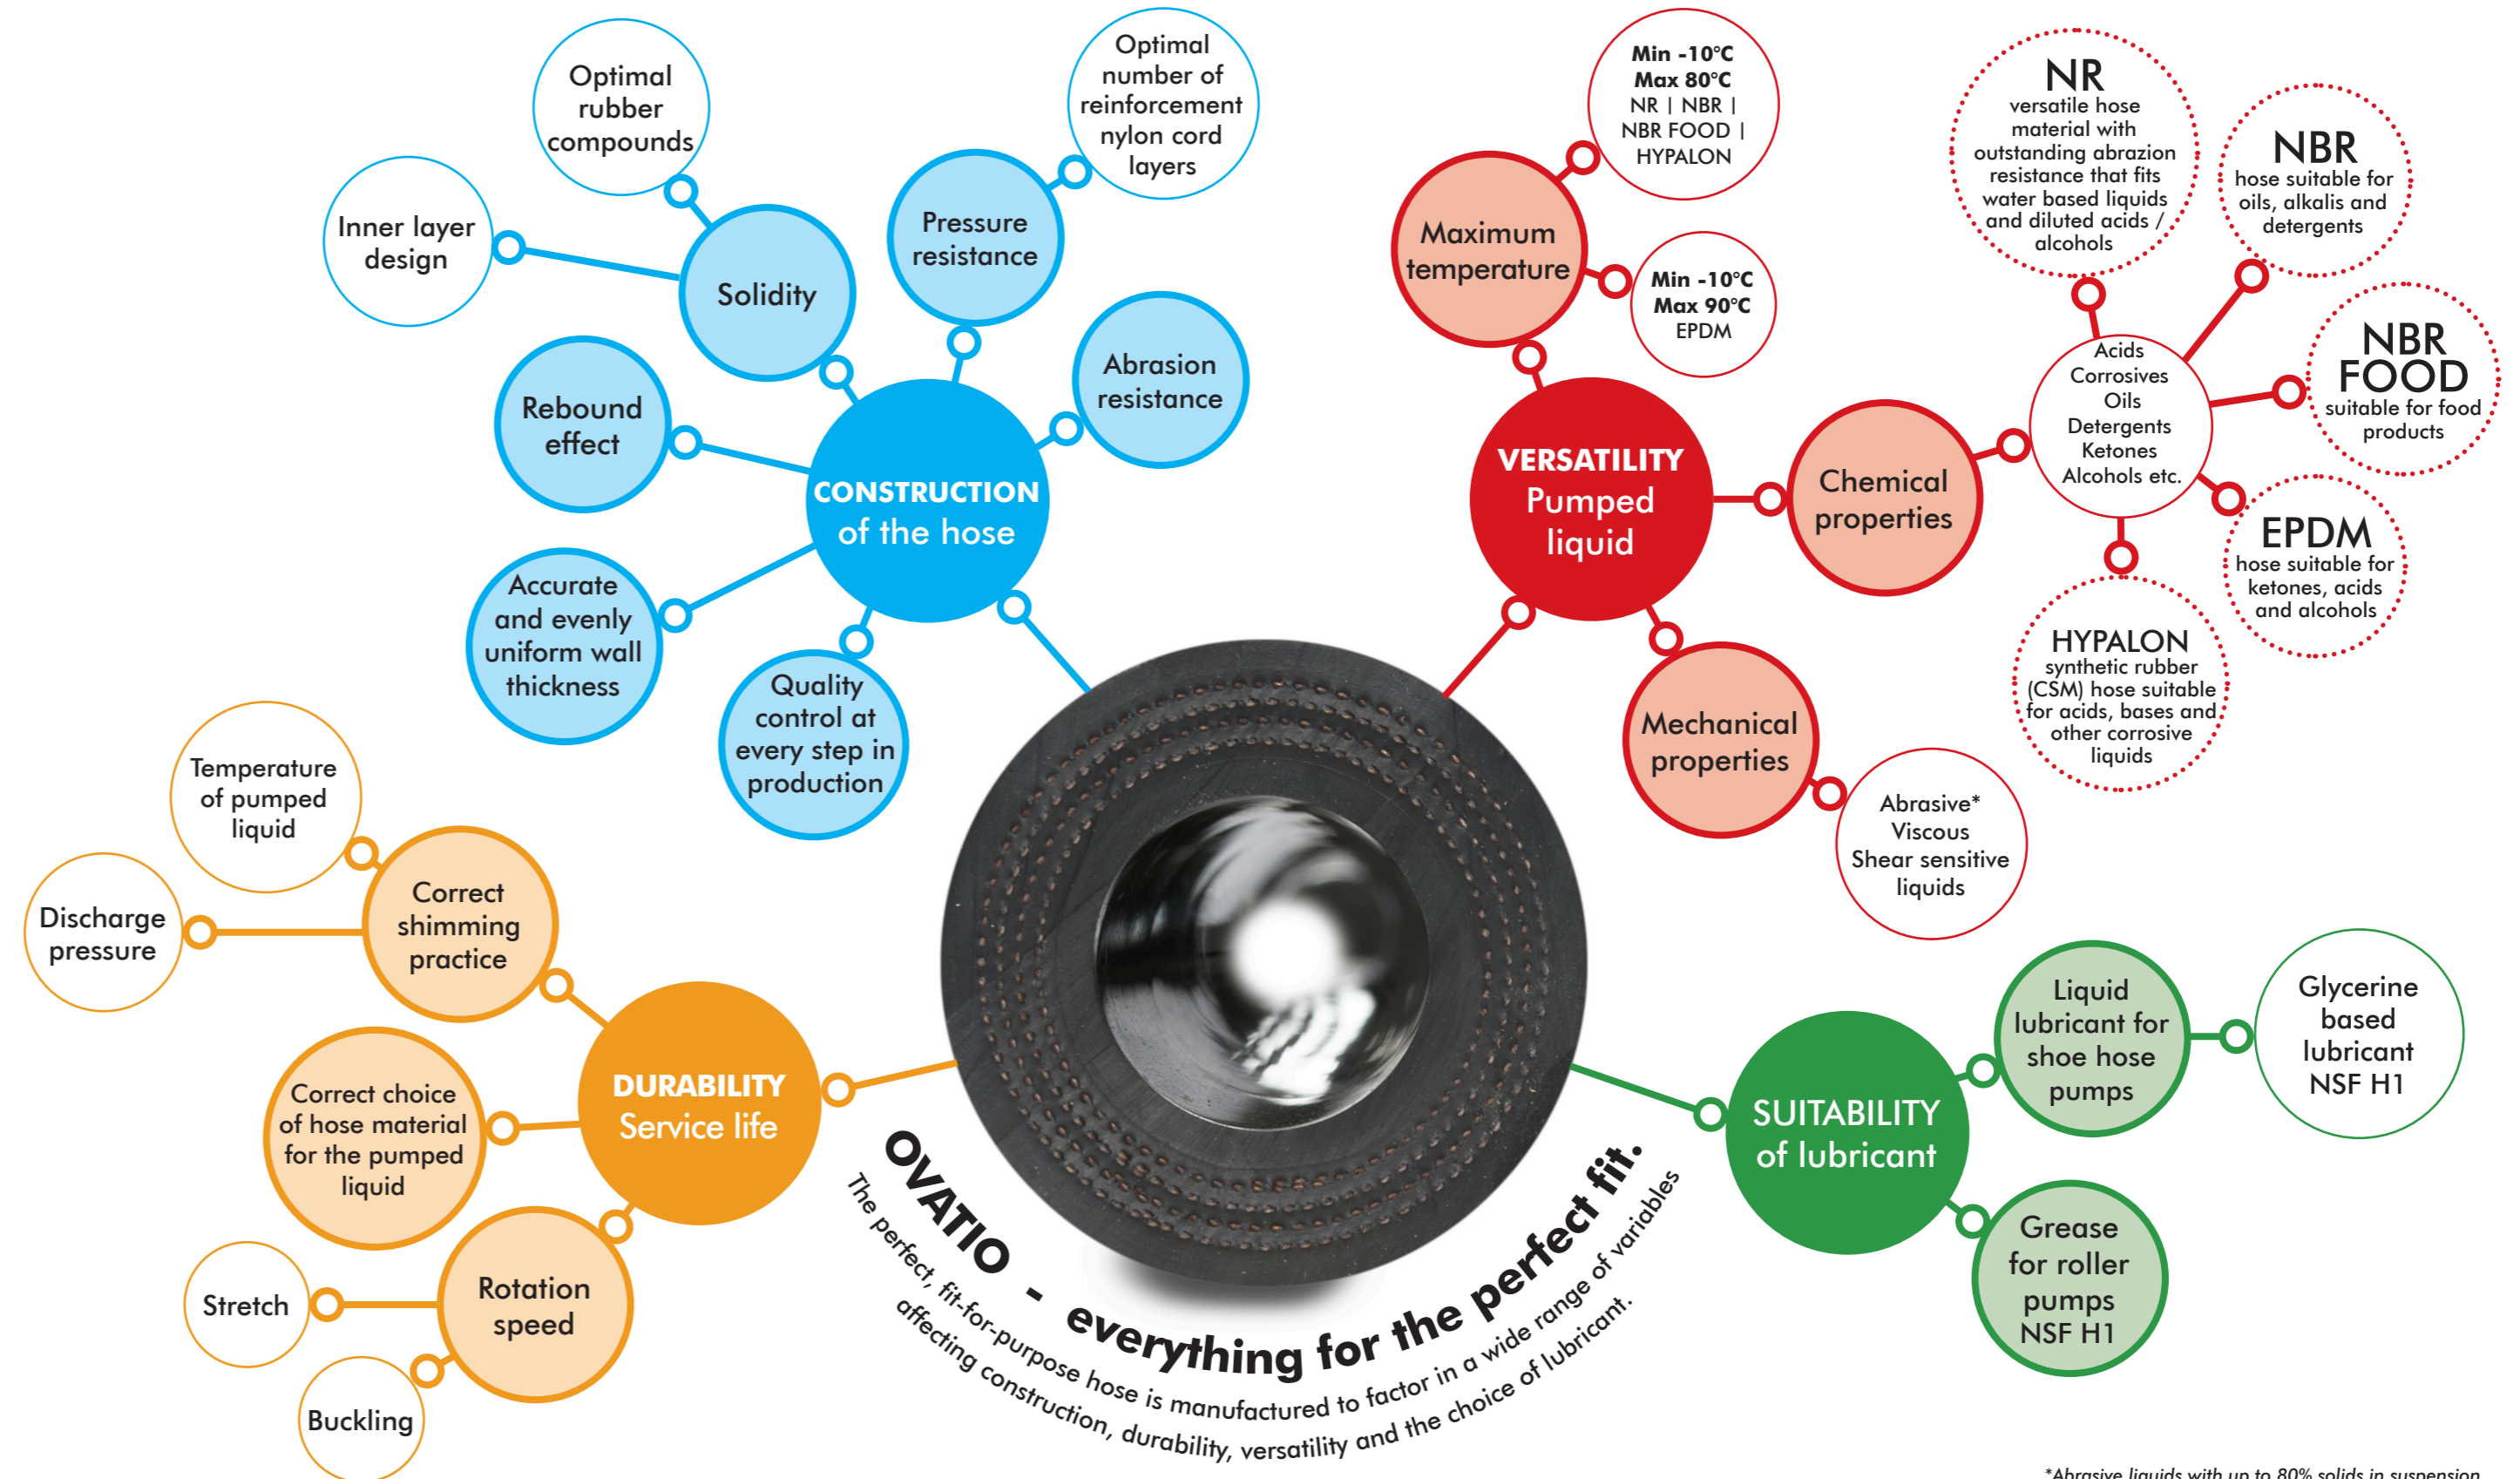 Optimal
rubber
compounds
Inner layer
design
Solidity
Optimal
number of
reinforcement
nylon cord
layers
Pressure
resistance
Abrasion
resistance
Rebound
effect
CONSTRUCTION
of the hose
Accurate
and evenly
uniform wall
thickness
Quality
control at
every step in
production
Min -10°C
Max 80°C
NR | NBR |
NBR FOOD |
HYPALON
Maximum
temperature
Min -10°C
Max 90°C
EPDM
VERSATILITY
Pumped
liquid
Chemical
properties
Acids
Corrosives
Oils
Detergents
Ketones
Alcohols etc.
NR
versatile hose
material with
outstanding abrazion
resistance that fits
water based liquids
and diluted acids /
alcohols
NBR
hose suitable for
oils, alkalis and
detergents
NBR
FOOD
suitable for food
products
EPDM
hose suitable for
ketones, acids
and alcohols
HYPALON
synthetic rubber
(CSM) hose suitable
for acids, bases and
other corrosive
liquids
Mechanical
properties
Abrasive*
Viscous
Shear sensitive
liquids
Temperature
of pumped
liquid
Discharge
pressure
Correct
shimming
practice
DURABILITY
Service life
Correct choice
of hose material
for the pumped
liquid
Rotation
speed
Stretch
Buckling
SUITABILITY
of lubricant
Liquid
lubricant for
shoe hose
pumps
Glycerine
based
lubricant
NSF H1
Grease
for roller
pumps
NSF H1
OVATIO - everything for the perfect fit.
The perfect, fit-for-purpose hose is manufactured to factor in a wide range of variables
affecting construction, durability, versatility and the choice of lubricant.
*Abrasive liquids with up to 80% solids in suspension